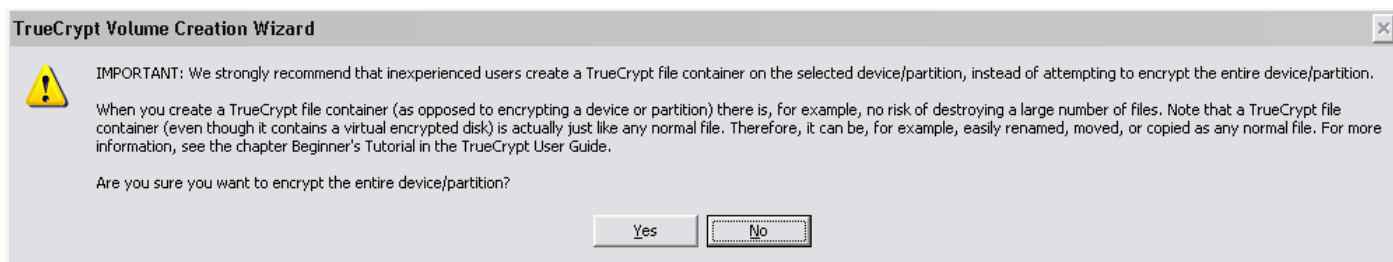 TrueCrypt Volume Creation Wizard
IMPORTANT: We strongly recommend that inexperienced users create a TrueCrypt file container on the selected device/partition, instead of attempting to encrypt the entire device/partition.
When you create a TrueCrypt file container (as opposed to encrypting a device or partition) there is, for example, no risk of destroying a large number of files. Note that a TrueCrypt file
container (even though it contains a virtual encrypted disk) is actually just like any normal file. Therefore, it can be, for example, easily renamed, moved, or copied as any normal file. For more
information, see the chapter Beginner's Tutorial in the TrueCrypt User Guide.
Are you sure you want to encrypt the entire device/partition?
Yes No